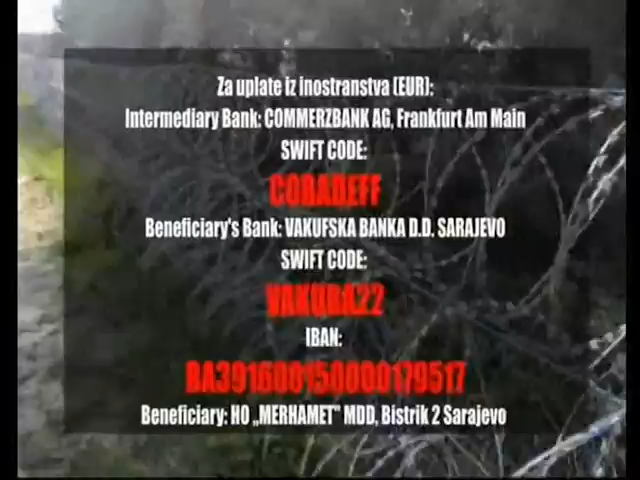 Za uplate iz inostranstva (EUR):
Intermediary Bank: COMMERZBANK AG, Frankfurt Am Main
SWIFT CODE:
COBADEFF
Beneficiary's Bank: VAKUFSKA BANKA D.D. SARAJEVO
SWIFT CODE:
VAKUBA22
IBAN:
BA391600150000179517
Beneficiary: HO „MERHAMET" MDD, Bistrik 2 Sarajevo